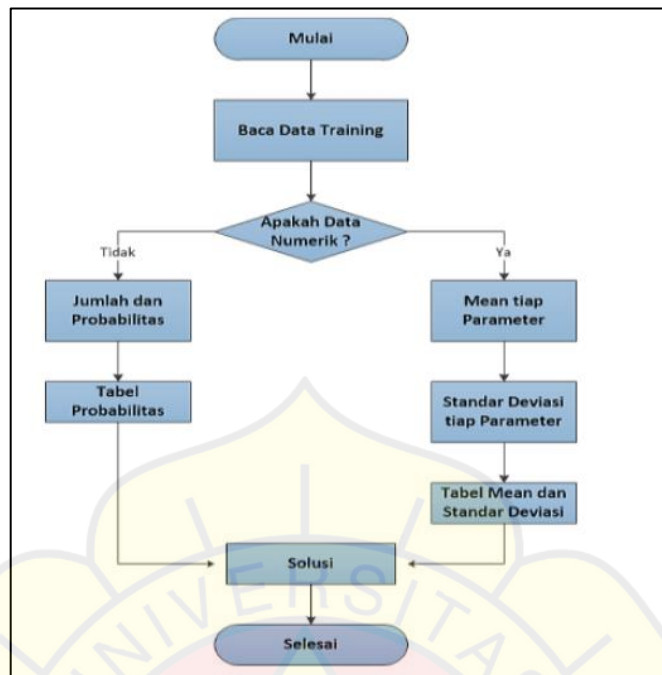 Mulai
Baca Data Training
Apakah Data
Numerik ?
Tidak
Ya
Jumlah dan
Probabilitas
Mean tiap
Parameter
Tabel
Probabilitas
Standar Deviasi
tiap Parameter
Tabel Mean dan
Standar Deviasi
Solusi
UNIVERSITAS
Selesai